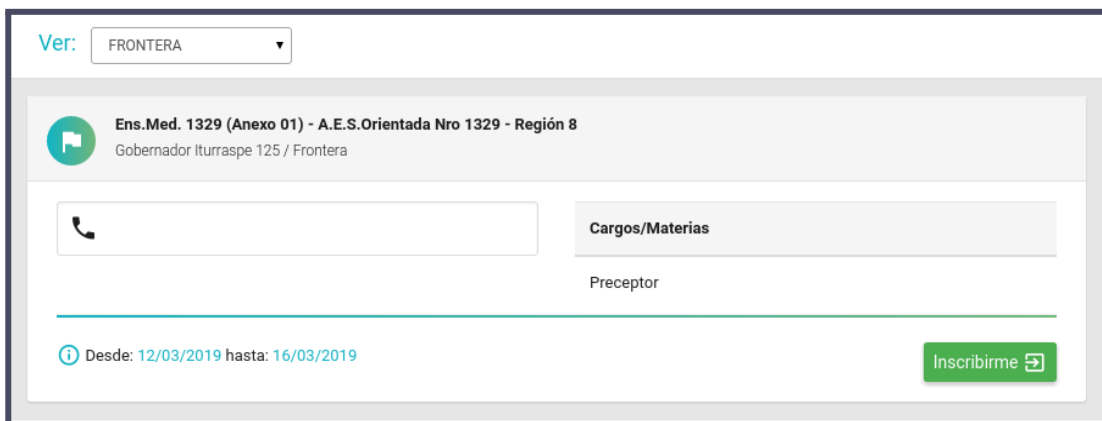 Ver: FRONTERA
Ens.Med. 1329 (Anexo 01) - A.E.S.Orientada Nro 1329 - Región 8
Gobernador Iturraspe 125 / Frontera
Cargos/Materias
Preceptor
Desde: 12/03/2019 hasta: 16/03/2019
Inscribirme